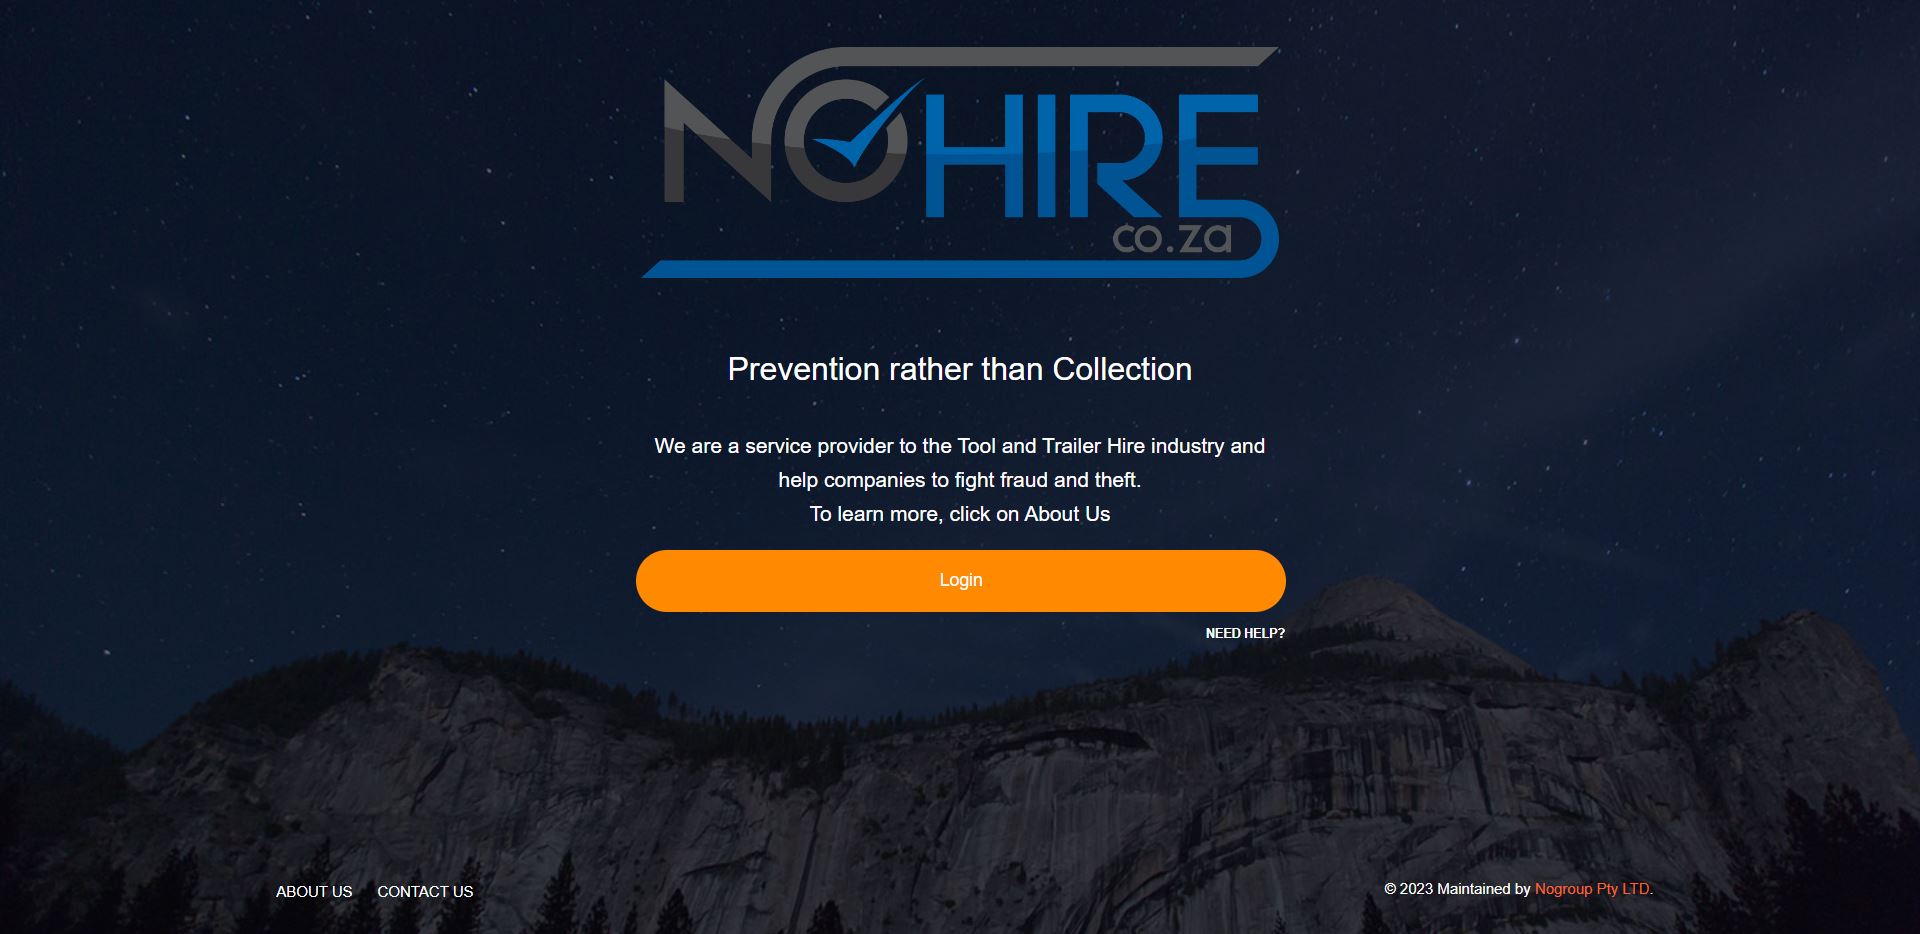 NOHIRE
co.za
Prevention rather than Collection
We are a service provider to the Tool and Trailer Hire industry and
help companies to fight fraud and theft.
To learn more, click on About Us
Login
NEED HELP?
ABOUT US CONTACT US
© 2023 Maintained by Nogroup Pty LTD.